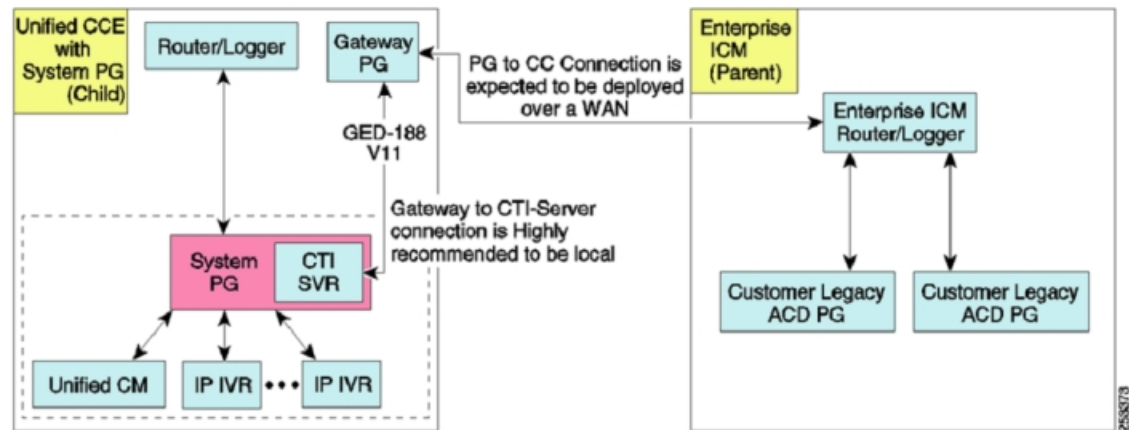 Unified CCE
with
System PG
(Child)
Router/Logger
Gateway
PG
PG to CC Connection is
expected to be deployed
over a WAN
Enterprise
ICM
(Parent)
Enterprise ICM
Router/Logger
GED-188
V11
Gateway to CTI-Server
connection is Highly
recommended to be local
System
PG
CTI
SVR
Customer Legacy
ACD PG
Customer Legacy
ACD PG
Unified CM
IP IVR
IP IVR
253373